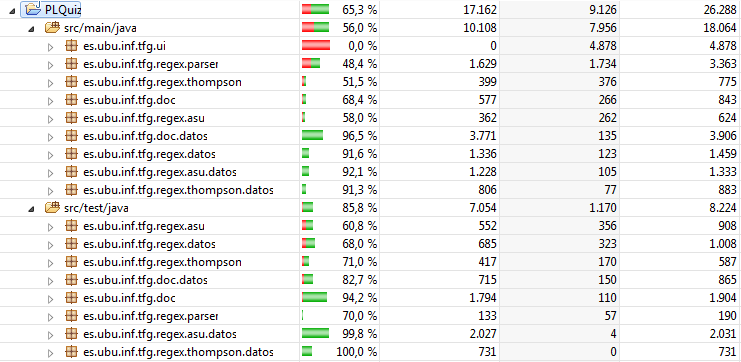 PLQuiz 65,3 % 17.162 9.126 26.288
src/main/java 56,0 % 10.108 7.956 18.064
es.ubu.inf.tfg.ui 0,0 % 0 4.878 4.878
es.ubu.inf.tfg.regex.parser 48,4 % 1.629 1.734 3.363
es.ubu.inf.tfg.regex.thompson 51,5 % 399 376 775
es.ubu.inf.tfg.doc 68,4 % 577 266 843
es.ubu.inf.tfg.regex.asu 58,0 % 362 262 624
es.ubu.inf.tfg.doc.datos 96,5 % 3.771 135 3.906
es.ubu.inf.tfg.regex.datos 91,6 % 1.336 123 1.459
es.ubu.inf.tfg.regex.asu.datos 92,1 % 1.228 105 1.333
es.ubu.inf.tfg.regex.thompson.datos 91,3 % 806 77 883
src/test/java 85,8 % 7.054 1.170 8.224
es.ubu.inf.tfg.regex.asu 60,8 % 552 356 908
es.ubu.inf.tfg.regex.datos 68,0 % 685 323 1.008
es.ubu.inf.tfg.regex.thompson 71,0 % 417 170 587
es.ubu.inf.tfg.doc.datos 82,7 % 715 150 865
es.ubu.inf.tfg.doc 94,2 % 1.794 110 1.904
es.ubu.inf.tfg.regex.parser 70,0 % 133 57 190
es.ubu.inf.tfg.regex.asu.datos 99,8 % 2.027 4 2.031
es.ubu.inf.tfg.regex.thompson.datos 100,0 % 731 0 731